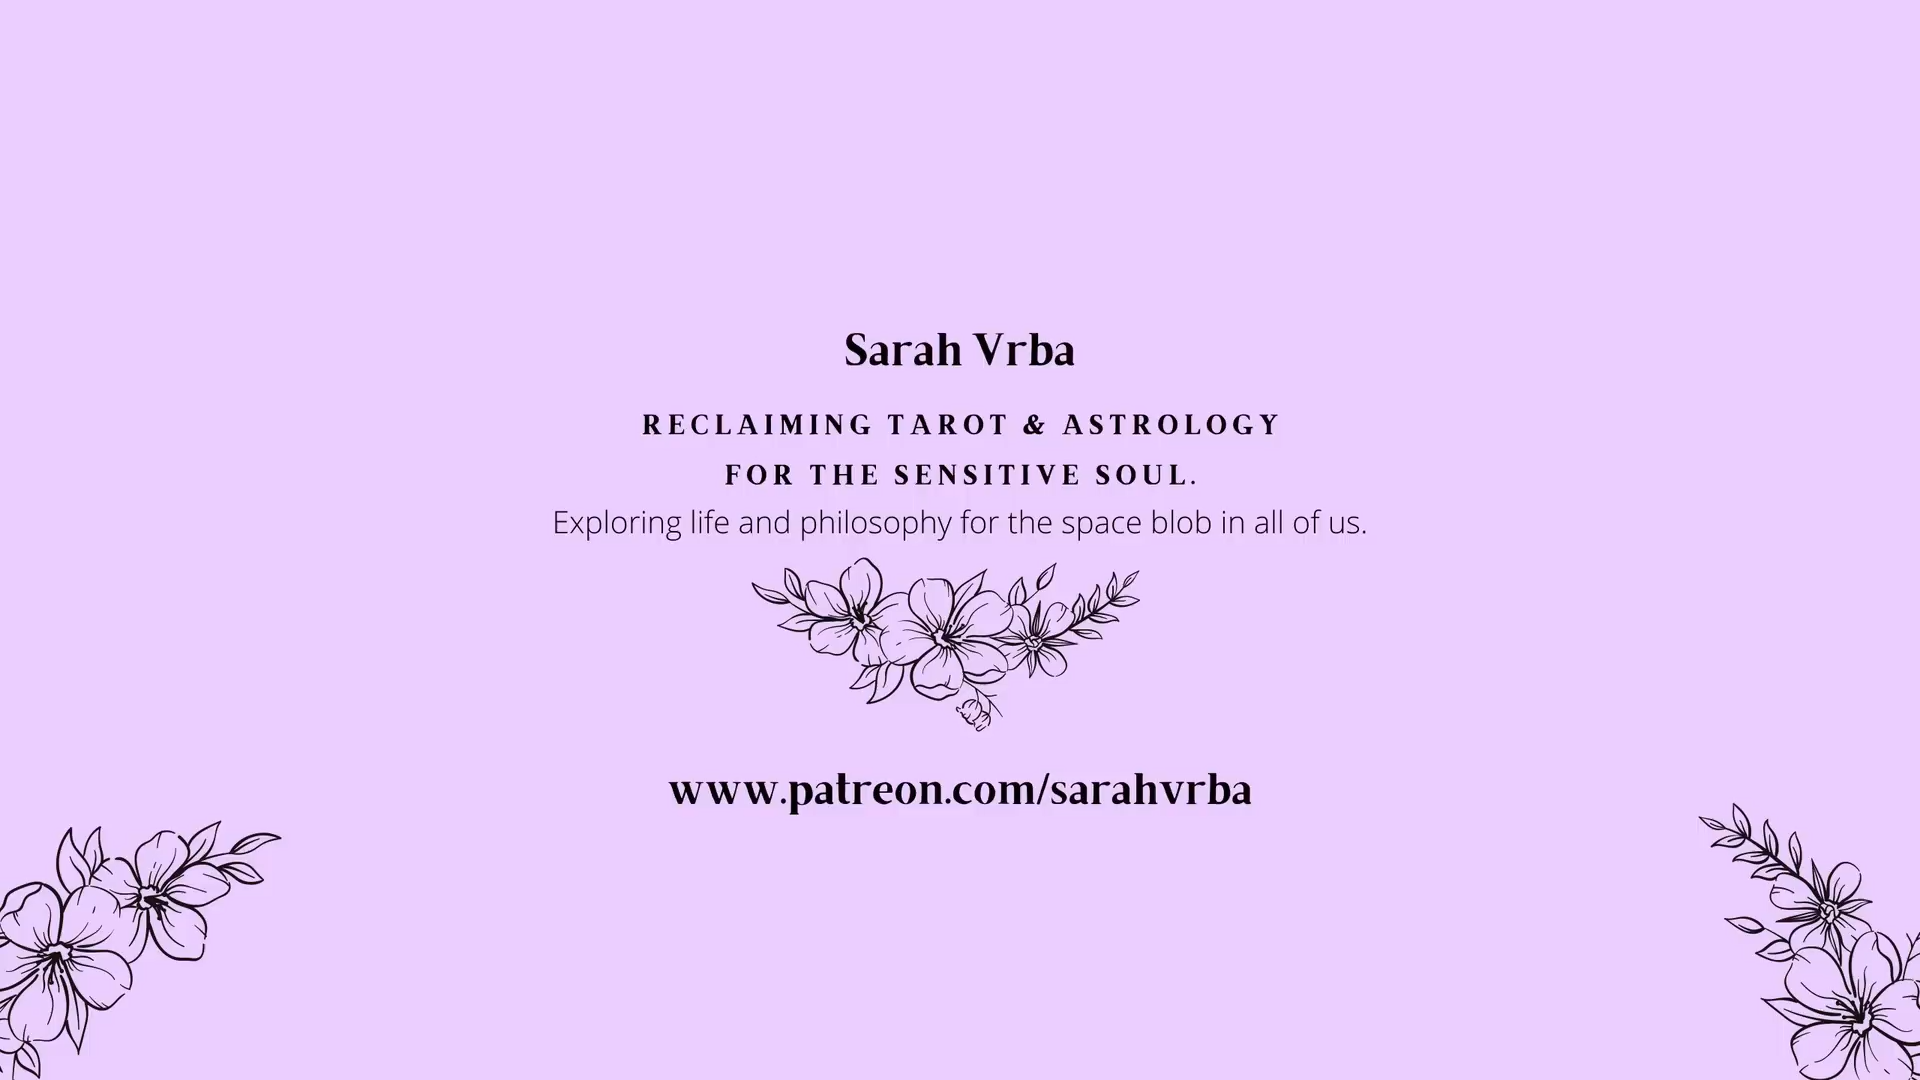 Sarah Vrba
RECLAIMING TAROT & ASTROLOGY
FOR THE SENSITIVE SOUL.
Exploring life and philosophy for the space blob in all of us.
www.patreon.com/sarahvrba